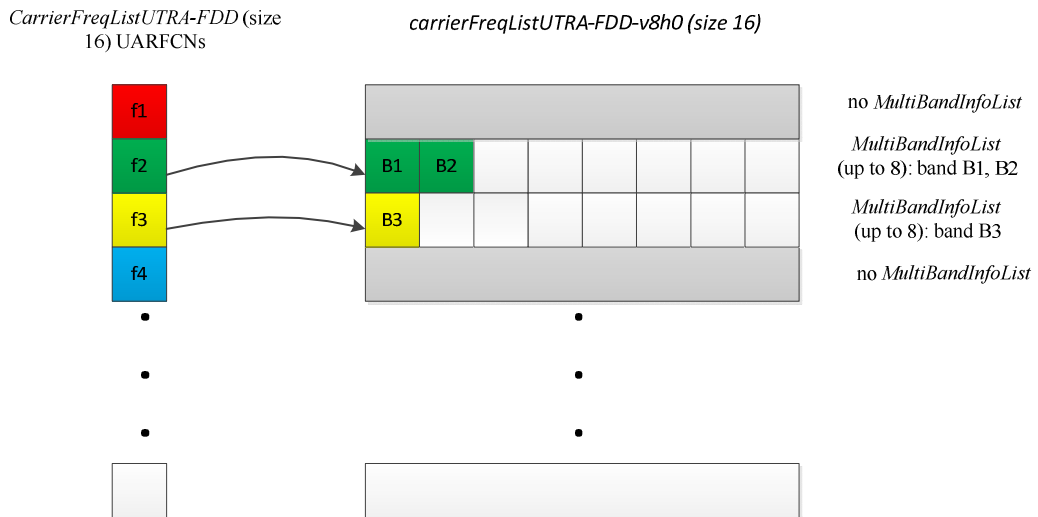 CarrierFreqListUTRA-FDD (size
16) UARFCNs
carrierFreqListUTRA-FDD-v8h0 (size 16)
f1
no MultiBandInfoList
f2
B1
B2
MultiBandInfoList
(up to 8): band B1, B2
f3
B3
MultiBandInfoList
(up to 8): band B3
f4
no MultiBandInfoList